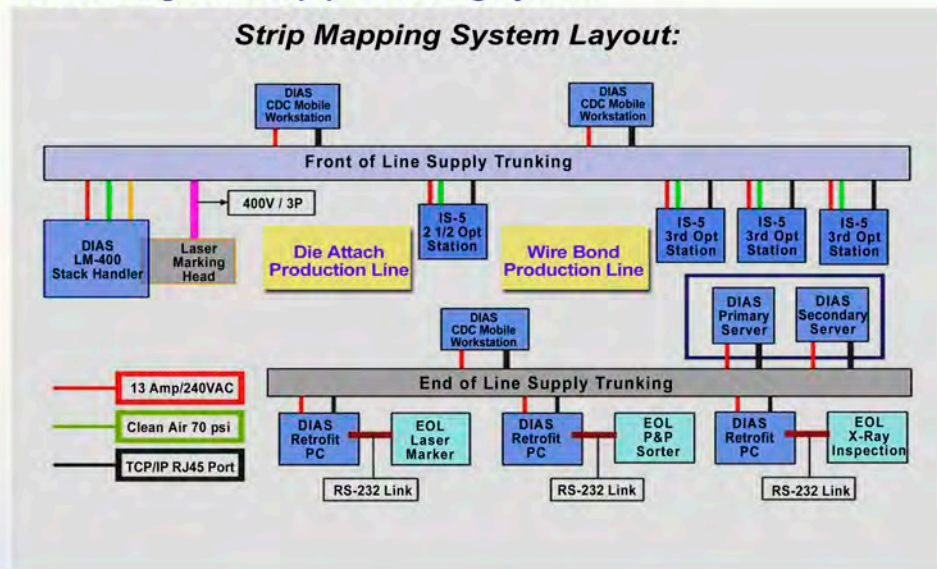 Strip Mapping System Layout:
DIAS
CDC Mobile
Workstation
DIAS
CDC Mobile
Workstation
Front of Line Supply Trunking
400V / 3P
DIAS
LM-400
Stack Handler
Laser
Marking
Head
Die Attach
Production Line
IS-5
2 1/2 Opt
Station
Wire Bond
Production Line
IS-5
3rd Opt
Station
IS-5
3rd Opt
Station
IS-5
3rd Opt
Station
DIAS
CDC Mobile
Workstation
DIAS
Primary
Server
DIAS
Secondary
Server
End of Line Supply Trunking
13 Amp/240VAC
Clean Air 70 psi
TCP/IP RJ45 Port
DIAS
Retrofit
PC
EOL
Laser
Marker
DIAS
Retrofit
PC
EOL
P&P
Sorter
DIAS
Retrofit
PC
EOL
X-Ray
Inspection
RS-232 Link
RS-232 Link
RS-232 Link